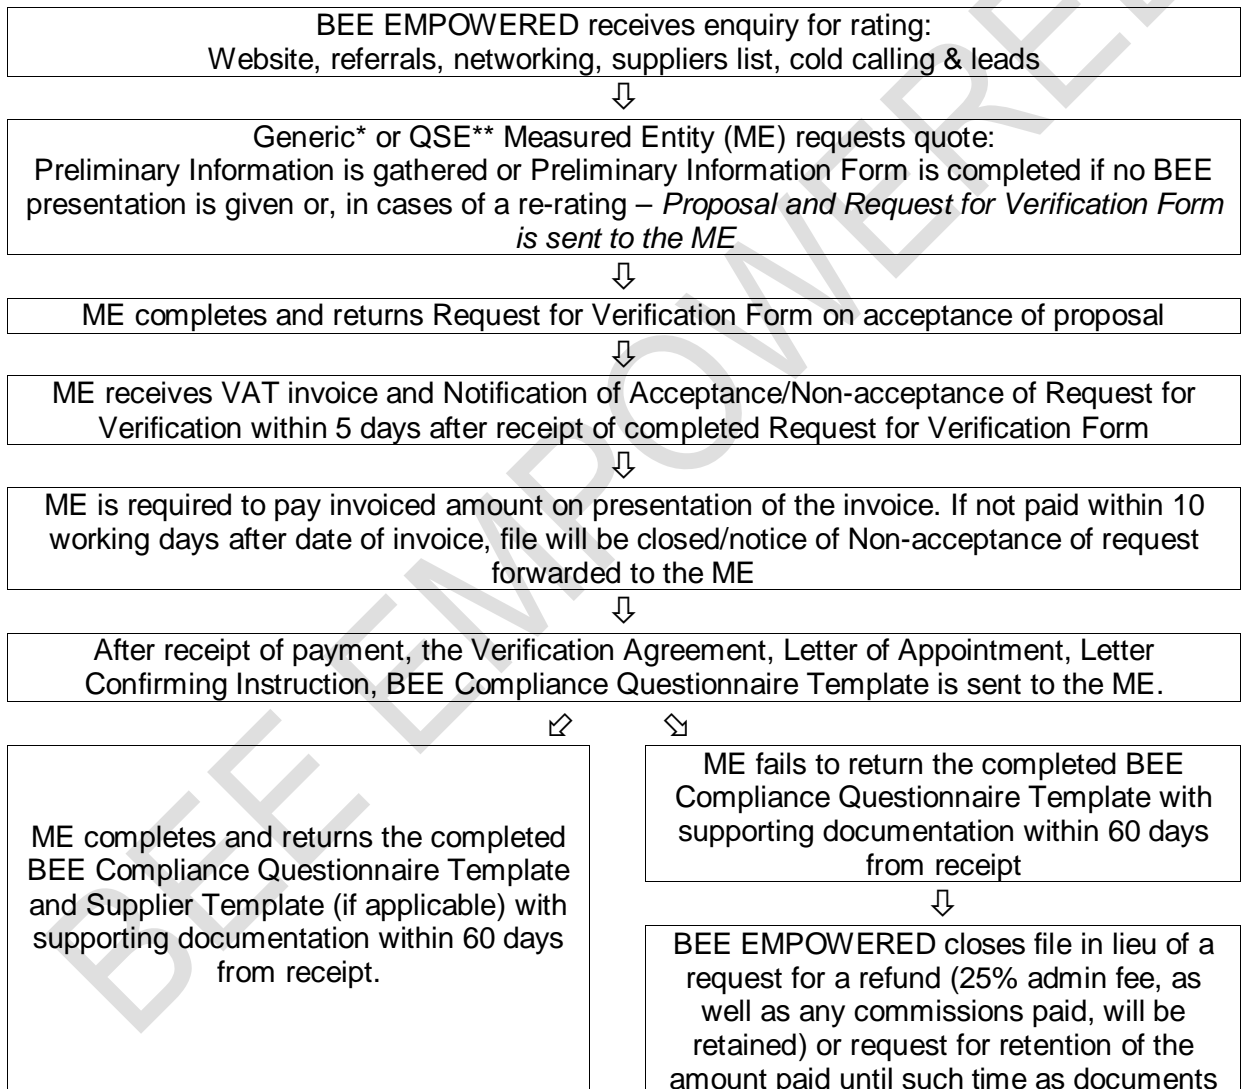 BEE EMPOWERED receives enquiry for rating:
Website, referrals, networking, suppliers list, cold calling & leads
Generic* or QSE** Measured Entity (ME) requests quote:
Preliminary Information is gathered or Preliminary Information Form is completed if no BEE
presentation is given or, in cases of a re-rating – Proposal and Request for Verification Form
is sent to the ME
ME completes and returns Request for Verification Form on acceptance of proposal
ME receives VAT invoice and Notification of Acceptance/Non-acceptance of Request for
Verification within 5 days after receipt of completed Request for Verification Form
ME is required to pay invoiced amount on presentation of the invoice. If not paid within 10
working days after date of invoice, file will be closed/notice of Non-acceptance of request
forwarded to the ME
After receipt of payment, the Verification Agreement, Letter of Appointment, Letter
Confirming Instruction, BEE Compliance Questionnaire Template is sent to the ME.
ME completes and returns the completed
BEE Compliance Questionnaire Template
and Supplier Template (if applicable) with
supporting documentation within 60 days
from receipt.
ME fails to return the completed BEE
Compliance Questionnaire Template with
supporting documentation within 60 days
from receipt
BEE EMPOWERED closes file in lieu of a
request for a refund (25% admin fee, as
well as any commissions paid, will be
retained) or request for retention of the
amount paid until such time as documents
BEE EMPOWERED